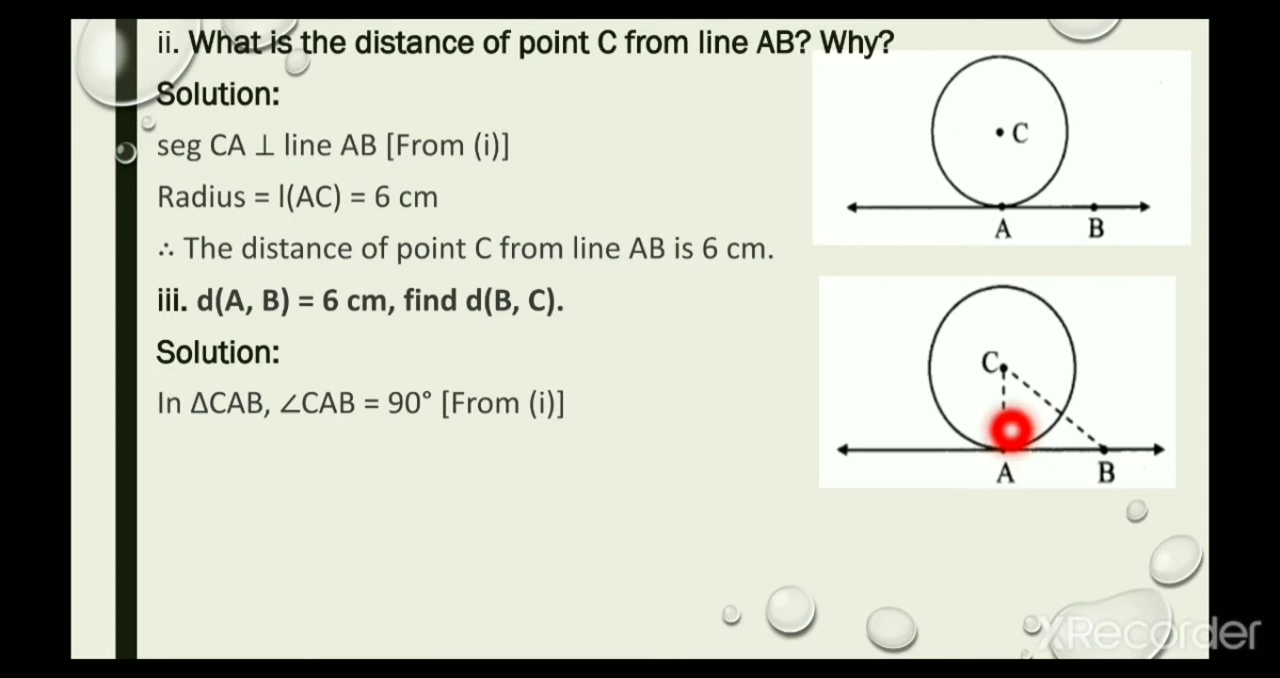 ii. What is the distance of point C from line AB? Why?
Solution:
seg CA ⊥ line AB [From (i)]
Radius = l(AC) = 6 cm
∴ The distance of point C from line AB is 6 cm.
iii. d(A, B) = 6 cm, find d(B, C).
Solution:
In ΔCAB, ∠CAB = 90° [From (i)]
C
A B
C
A B
XRecorder